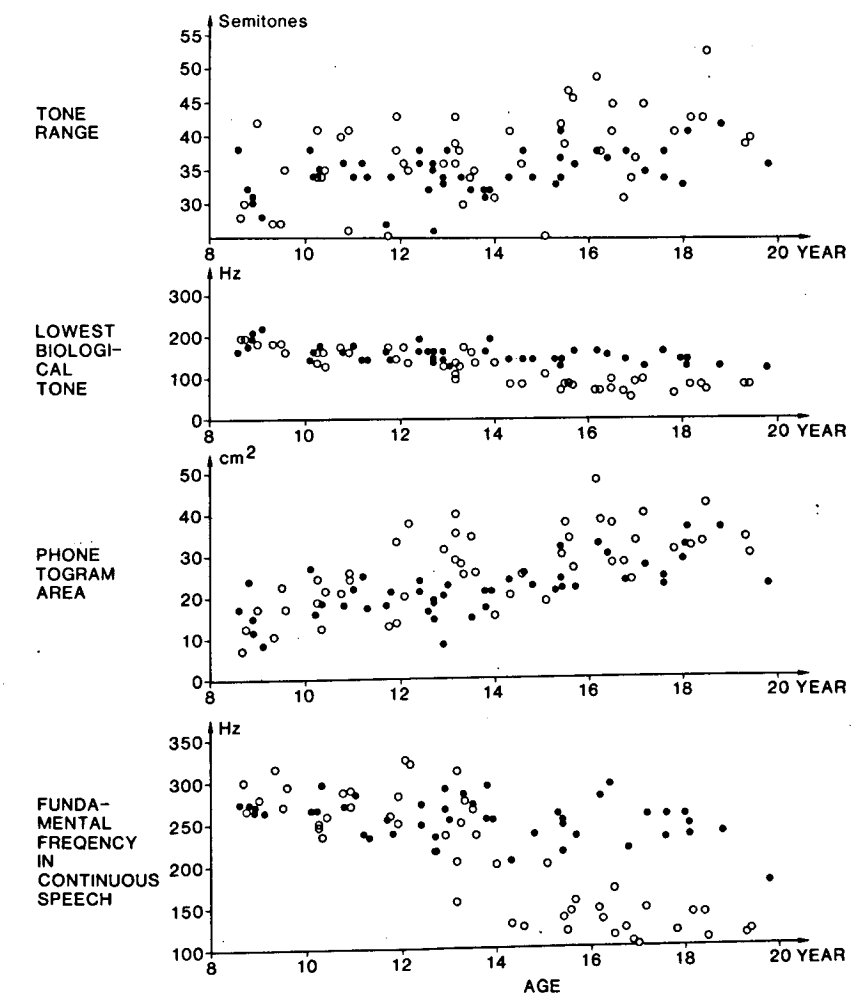 Semitones
55
50
45
40
35
30
TONE
RANGE
8 10 12 14 16 18 20 YEAR
Hz
300
200
100
0
LOWEST
BIOLOGI-
CAL
TONE
8 10 12 14 16 18 20 YEAR
cm2
50
40
30
20
10
0
PHONE
TOGRAM
AREA
8 10 12 14 16 18 20 YEAR
Hz
350
300
250
200
150
100
FUNDA-
MENTAL
FREQENCY
IN
CONTINUOUS
SPEECH
8 10 12 14 16 18 20 YEAR
AGE